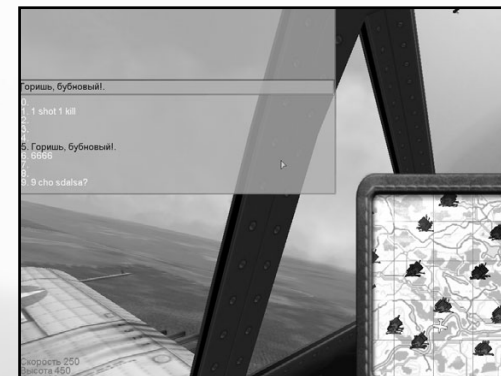 Горишь, бубновый!.
0.
1. 1 shot 1 kill
2.
3.
4.
5. Горишь, бубновый!.
6. 6666
7.
8.
9. 9 cho sdalsa?
Скорость 250
Высота 450